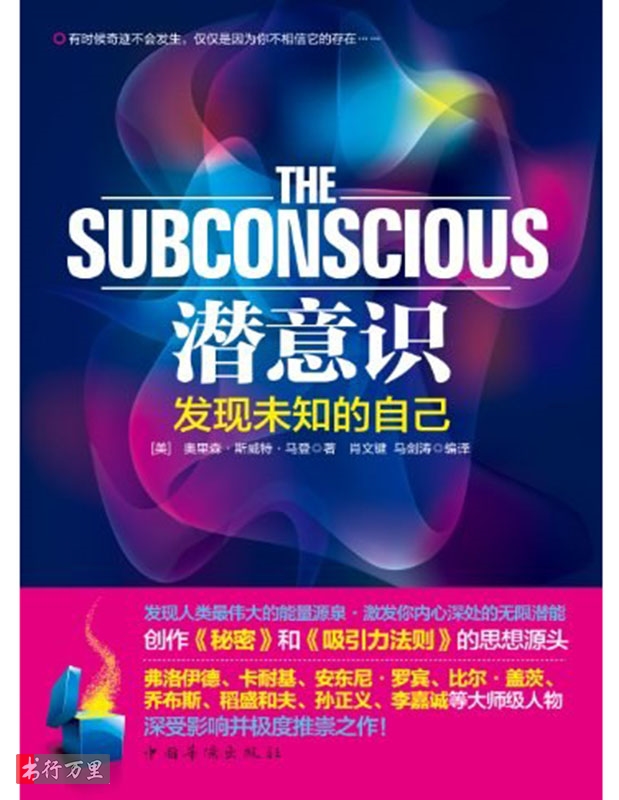 有时候奇迹不会发生，仅仅是因为你不相信它的存在……
THE
SUBCONSCIOUS
潜意识
发现未知的自己
[美] 奥里森·斯威特·马登◎著 肖文键 马剑涛◎编译
发现人类最伟大的能量源泉·激发你内心深处的无限潜能
创作《秘密》和《吸引力法则》的思想源头
弗洛伊德、卡耐基、安东尼·罗宾、比尔·盖茨、
乔布斯、稻盛和夫、孙正义、李嘉诚等大师级人物
深受影响并极度推崇之作！
中国华侨出版社
书行万里